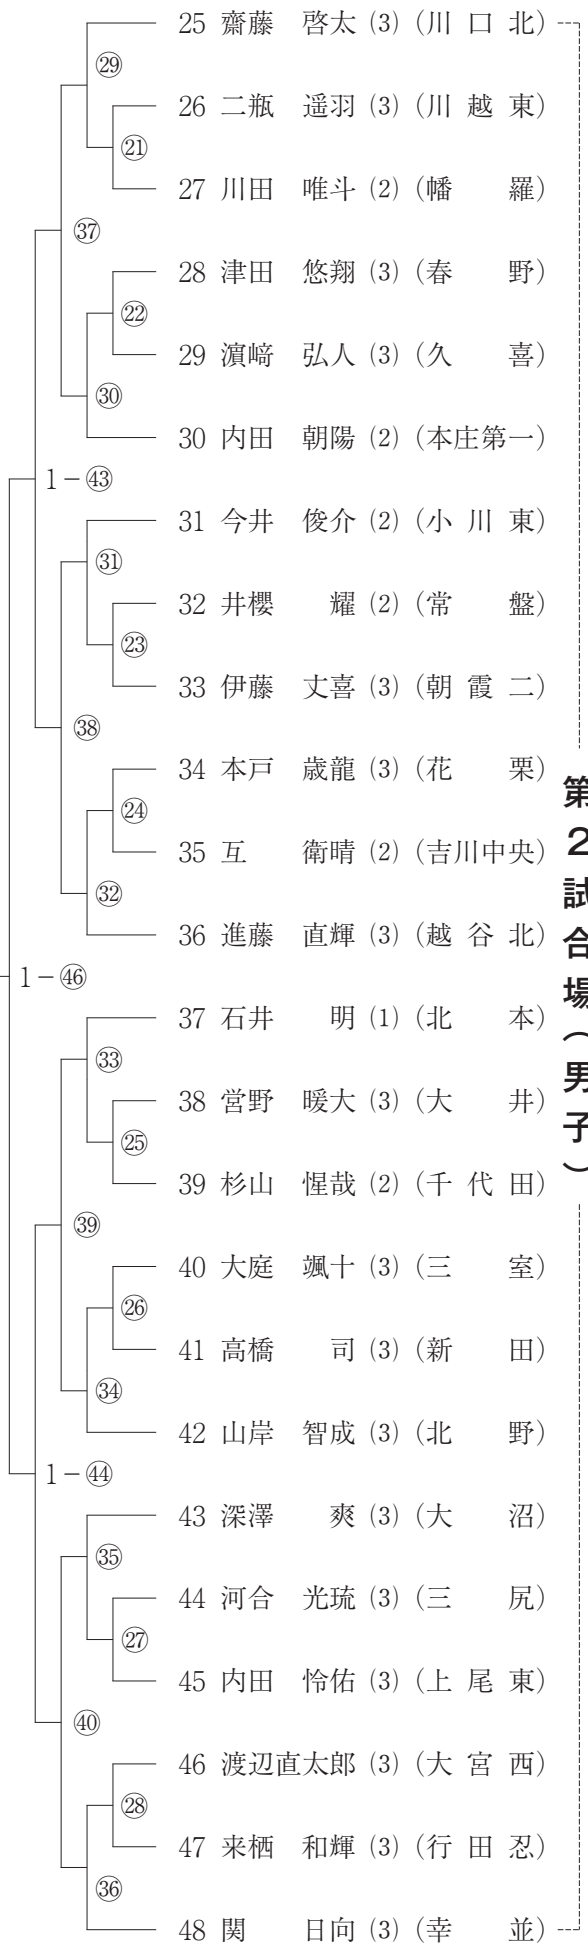 25 齋藤　啓太 (3) (川 口 北)
㉙
26 二瓶　遥羽 (3) (川 越 東)
㉑
27 川田　唯斗 (2) (幡　　羅)
㊲
28 津田　悠翔 (3) (春　　野)
㉒
29 濵﨑　弘人 (3) (久　　喜)
㉚
30 内田　朝陽 (2) (本庄第一)
1－㊸
31 今井　俊介 (2) (小 川 東)
㉛
32 井櫻　　耀 (2) (常　　盤)
㉓
33 伊藤　丈喜 (3) (朝 霞 二)
㊳
34 本戸　歳龍 (3) (花　　栗)
㉔
35 互　　衛晴 (2) (吉川中央)
㉜
36 進藤　直輝 (3) (越 谷 北)
1－㊻
37 石井　　明 (1) (北　　本)
㉝
38 営野　暖大 (3) (大　　井)
㉕
39 杉山　惺哉 (2) (千 代 田)
㊴
40 大庭　颯十 (3) (三　　室)
㉖
41 高橋　　司 (3) (新　　田)
㉞
42 山岸　智成 (3) (北　　野)
1－㊹
43 深澤　　爽 (3) (大　　沼)
㉟
44 河合　光琉 (3) (三　　尻)
㉗
45 内田　怜佑 (3) (上 尾 東)
㊵
46 渡辺直太郎 (3) (大 宮 西)
㉘
47 来栖　和輝 (3) (行 田 忍)
㊱
48 関　　日向 (3) (幸　　並)
第２試合場（男子）